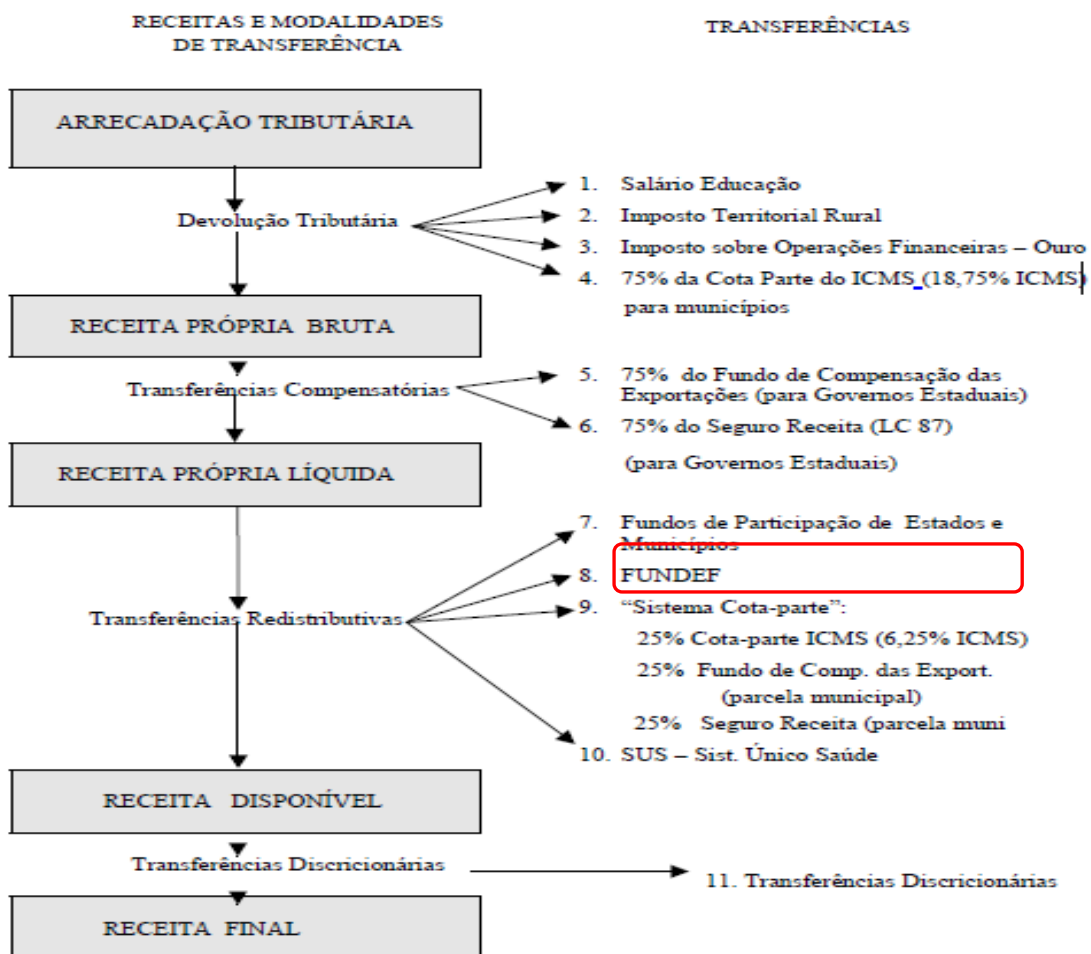 RECEITAS E MODALIDADES
DE TRANSFERÊNCIA
TRANSFERÊNCIAS
ARRECADAÇÃO TRIBUTÁRIA
Devolução Tributária
1. Salário Educação
2. Imposto Territorial Rural
3. Imposto sobre Operações Financeiras – Ouro
4. 75% da Cota Parte do ICMS (18,75% ICMS)
para municípios
RECEITA PRÓPRIA BRUTA
Transferências Compensatórias
5. 75% do Fundo de Compensação das
Exportações (para Governos Estaduais)
6. 75% do Seguro Receita (LC 87)
(para Governos Estaduais)
RECEITA PRÓPRIA LÍQUIDA
7. Fundos de Participação de Estados e
Municípios
8. FUNDEF
Transferências Redistributivas
9. “Sistema Cota-parte”:
25% Cota-parte ICMS (6,25% ICMS)
25% Fundo de Comp. das Export.
(parcela municipal)
25% Seguro Receita (parcela muni
10. SUS – Sist. Único Saúde
RECEITA DISPONÍVEL
Transferências Discricionárias
11. Transferências Discricionárias
RECEITA FINAL